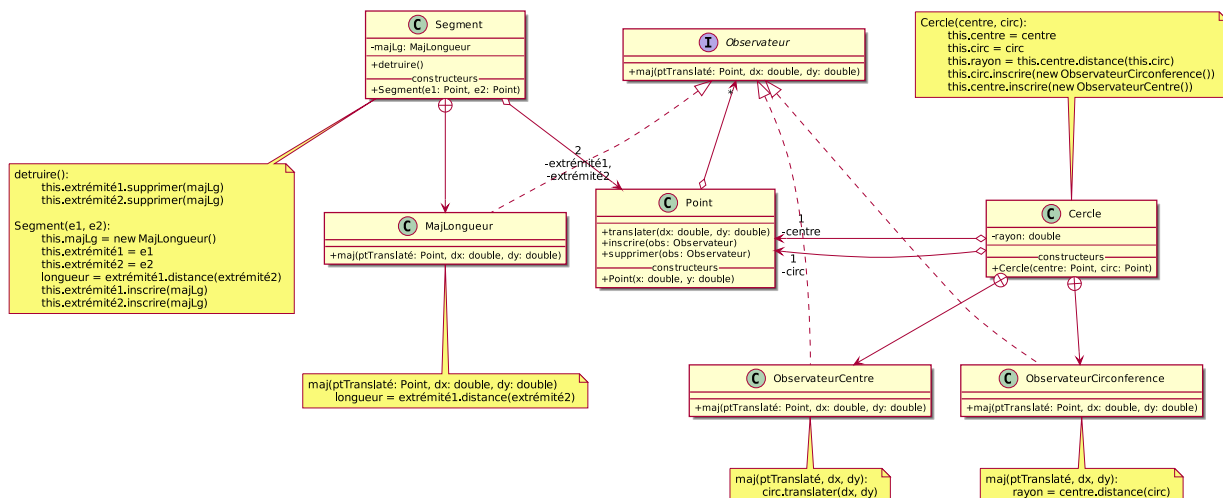 C Segment
-majLg: MajLongueur
+detruire()
constructeurs
+Segment(e1: Point, e2: Point)
I Observateur
+maj(ptTranslaté: Point, dx: double, dy: double)
Cercle(centre, circ):
this.centre = centre
this.circ = circ
this.rayon = this.centre.distance(this.circ)
this.circ.inscrire(new ObservateurCirconference())
this.centre.inscrire(new ObservateurCentre())
*
2
-extrémité1,
-extrémité2
detruire():
this.extrémité1.supprimer(majLg)
this.extrémité2.supprimer(majLg)
Segment(e1, e2):
this.majLg = new MajLongueur()
this.extrémité1 = e1
this.extrémité2 = e2
longueur = extrémité1.distance(extrémité2)
this.extrémité1.inscrire(majLg)
this.extrémité2.inscrire(majLg)
C MajLongueur
+maj(ptTranslaté: Point, dx: double, dy: double)
C Point
+translater(dx: double, dy: double)
+inscrire(obs: Observateur)
+supprimer(obs: Observateur)
constructeurs
+Point(x: double, y: double)
1
-centre
1
-circ
C Cercle
-rayon: double
constructeurs
+Cercle(centre: Point, circ: Point)
maj(ptTranslaté: Point, dx: double, dy: double)
longueur = extrémité1.distance(extrémité2)
C ObservateurCentre
+maj(ptTranslaté: Point, dx: double, dy: double)
C ObservateurCirconference
+maj(ptTranslaté: Point, dx: double, dy: double)
maj(ptTranslaté, dx, dy):
circ.translater(dx, dy)
maj(ptTranslaté, dx, dy):
rayon = centre.distance(circ)